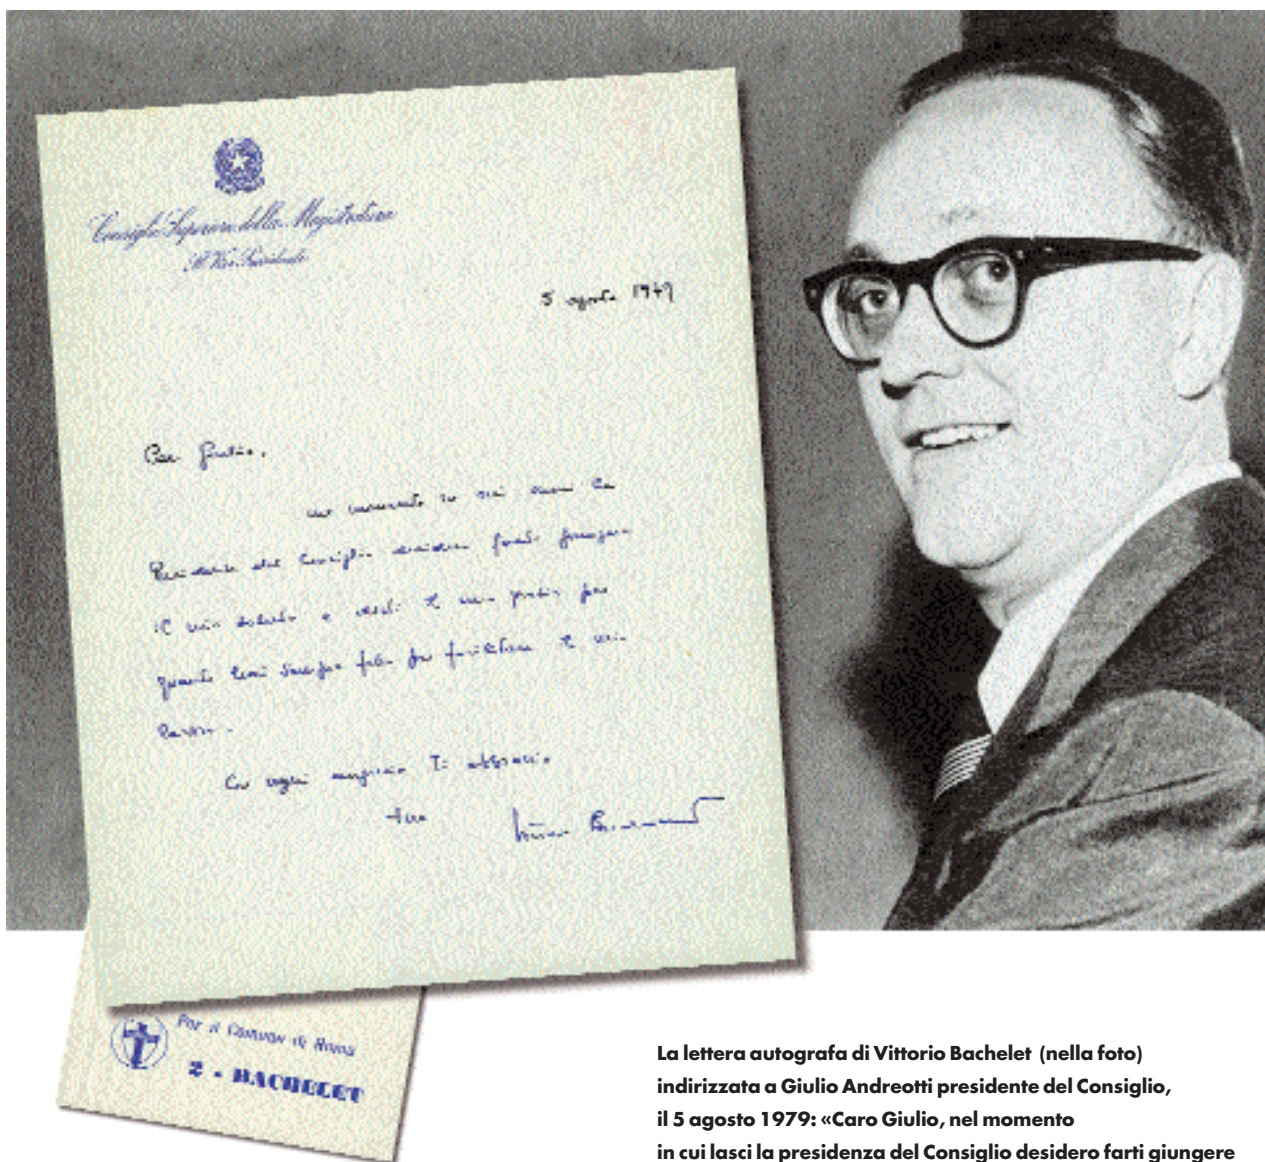 Consiglio Superiore della Magistratura
Il Vice Presidente
5 agosto 1979
Caro Giulio,
nel momento in cui lasci la
Presidenza del Consiglio desidero farti giungere
il mio saluto e il mio grazie per
quanto hai sempre fatto per facilitare il mio
lavoro.
Con ogni augurio Ti abbraccio
tuo Vittorio Bachelet
Per il Comune di Roma
2 - BACHELET
La lettera autografa di Vittorio Bachelet (nella foto)
indirizzata a Giulio Andreotti presidente del Consiglio,
il 5 agosto 1979: «Caro Giulio, nel momento
in cui lasci la presidenza del Consiglio desidero farti giungere